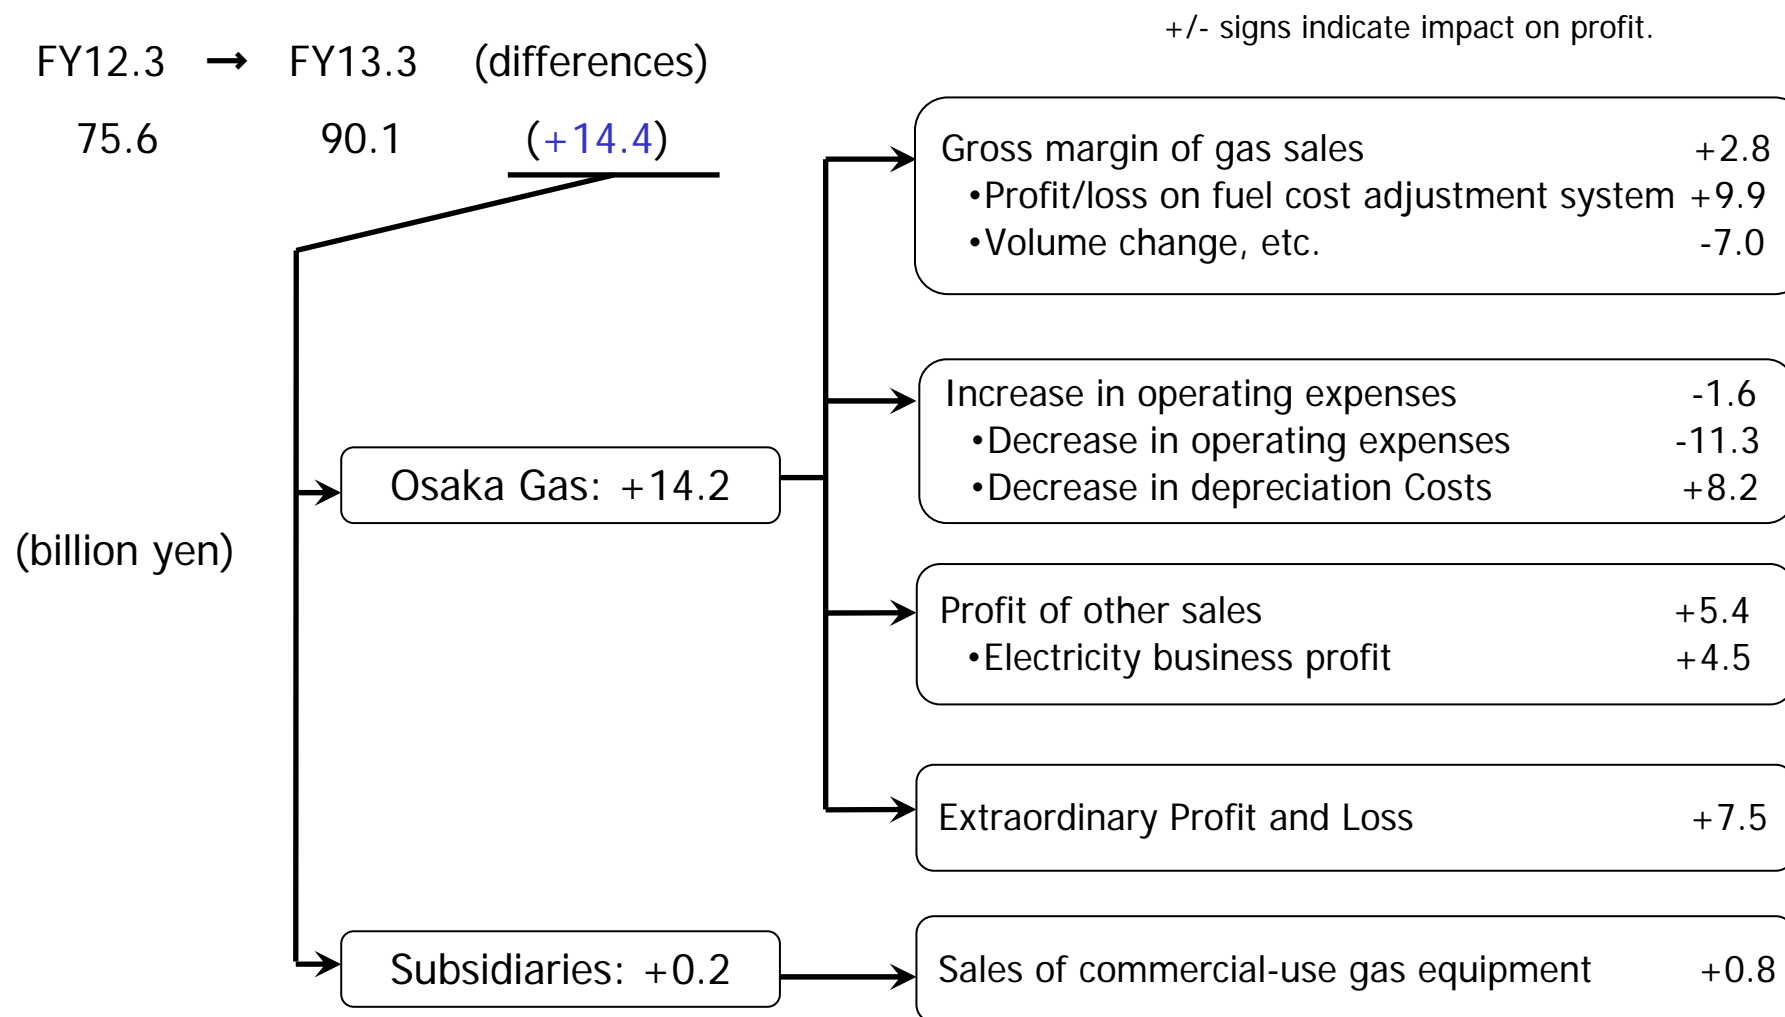 +/- signs indicate impact on profit.
FY12.3 → FY13.3 (differences)
75.6 90.1 (+14.4)
Gross margin of gas sales +2.8
•Profit/loss on fuel cost adjustment system +9.9
•Volume change, etc. -7.0
Increase in operating expenses -1.6
•Decrease in operating expenses -11.3
•Decrease in depreciation Costs +8.2
Osaka Gas: +14.2
(billion yen)
Profit of other sales +5.4
•Electricity business profit +4.5
Extraordinary Profit and Loss +7.5
Subsidiaries: +0.2
Sales of commercial-use gas equipment +0.8